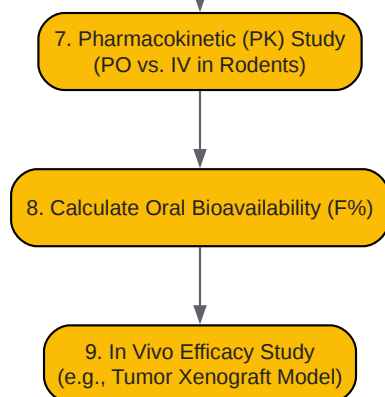 7. Pharmacokinetic (PK) Study
(PO vs. IV in Rodents)
8. Calculate Oral Bioavailability (F%)
9. In Vivo Efficacy Study
(e.g., Tumor Xenograft Model)